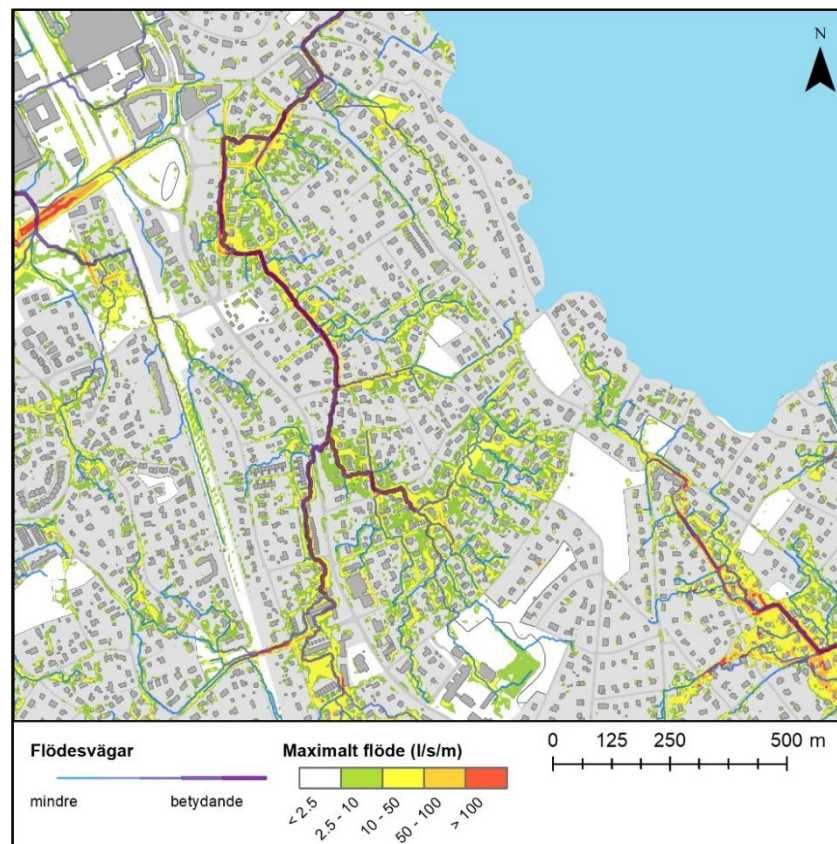 N
Flödesvägar
mindre betydande
Maximalt flöde (l/s/m)
< 2.5
2.5 - 10
10 - 50
50 - 100
> 100
0 125 250 500 m